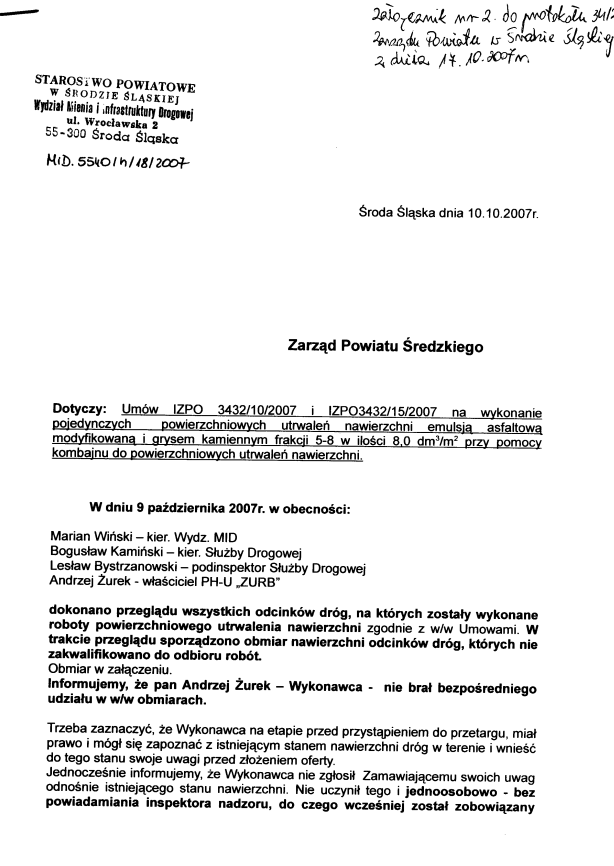 Załącznik nr 2. do protokołu 34/2
Zarządu Powiatu w Środzie Śląskiej
z dnia 17.10.2007r.
STAROSTWO POWIATOWE
W ŚRODZIE ŚLĄSKIEJ
Wydział Mienia i Infrastruktury Drogowej
ul. Wrocławska 2
55-300 Środa Śląska
MID. 5540/h/18/2007
Środa Śląska dnia 10.10.2007r.
Zarząd Powiatu Średzkiego
Dotyczy: Umów IZPO 3432/10/2007 i IZPO3432/15/2007 na wykonanie
pojedynczych powierzchniowych utrwaleń nawierzchni emulsją asfaltową
modyfikowaną i grysem kamiennym frakcji 5-8 w ilości 8,0 dm³/m² przy pomocy
kombajnu do powierzchniowych utrwaleń nawierzchni.
W dniu 9 października 2007r. w obecności:
Marian Wiński – kier. Wydz. MID
Bogusław Kamiński – kier. Służby Drogowej
Lesław Bystrzanowski – podinspektor Służby Drogowej
Andrzej Żurek - właściciel PH-U „ZURB”
dokonano przeglądu wszystkich odcinków dróg, na których zostały wykonane
roboty powierzchniowego utrwalenia nawierzchni zgodnie z w/w Umowami. W
trakcie przeglądu sporządzono obmiar nawierzchni odcinków dróg, których nie
zakwalifikowano do odbioru robót.
Obmiar w załączeniu.
Informujemy, że pan Andrzej Żurek – Wykonawca - nie brał bezpośredniego
udziału w w/w obmiarach.
Trzeba zaznaczyć, że Wykonawca na etapie przed przystąpieniem do przetargu, miał
prawo i mógł się zapoznać z istniejącym stanem nawierzchni dróg w terenie i wnieść
do tego stanu swoje uwagi przed złożeniem oferty.
Jednocześnie informujemy, że Wykonawca nie zgłosił Zamawiającemu swoich uwag
odnośnie istniejącego stanu nawierzchni. Nie uczynił tego i jednoosobowo - bez
powiadamiania inspektora nadzoru, do czego wcześniej został zobowiązany